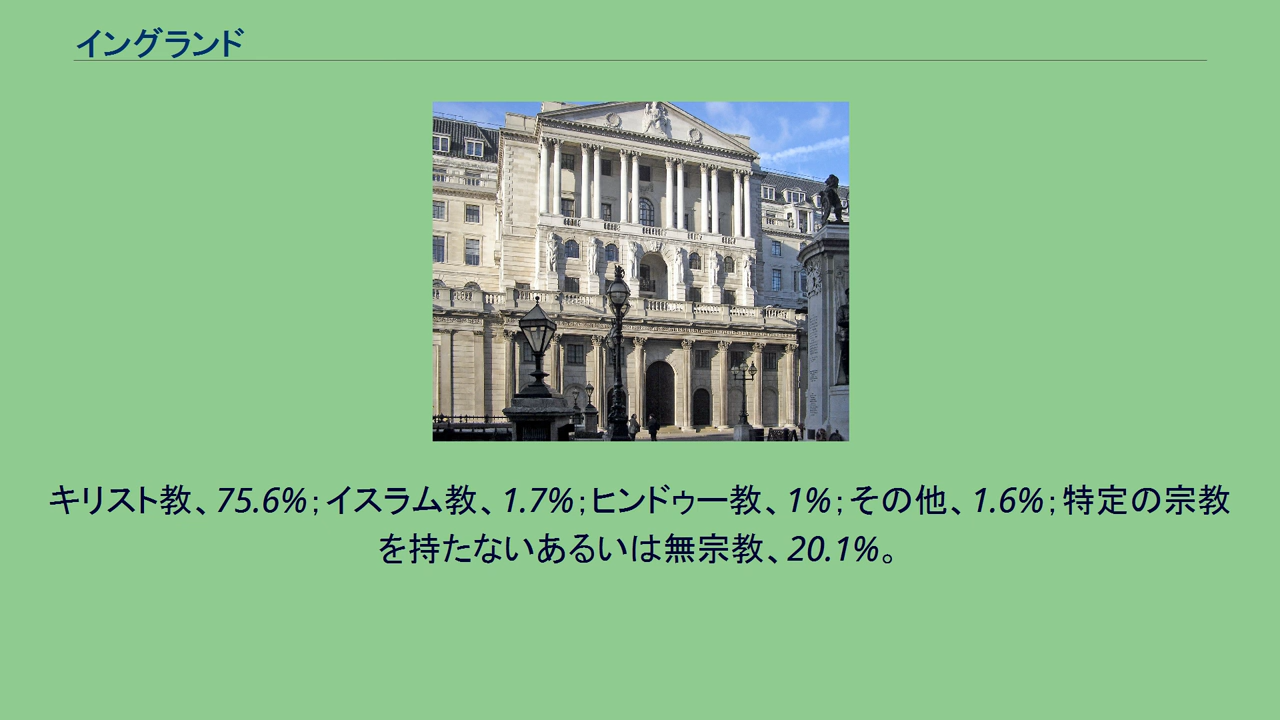 イングランド
キリスト教、75.6%；イスラム教、1.7%；ヒンドゥー教、1%；その他、1.6%；特定の宗教
を持たないあるいは無宗教、20.1%。